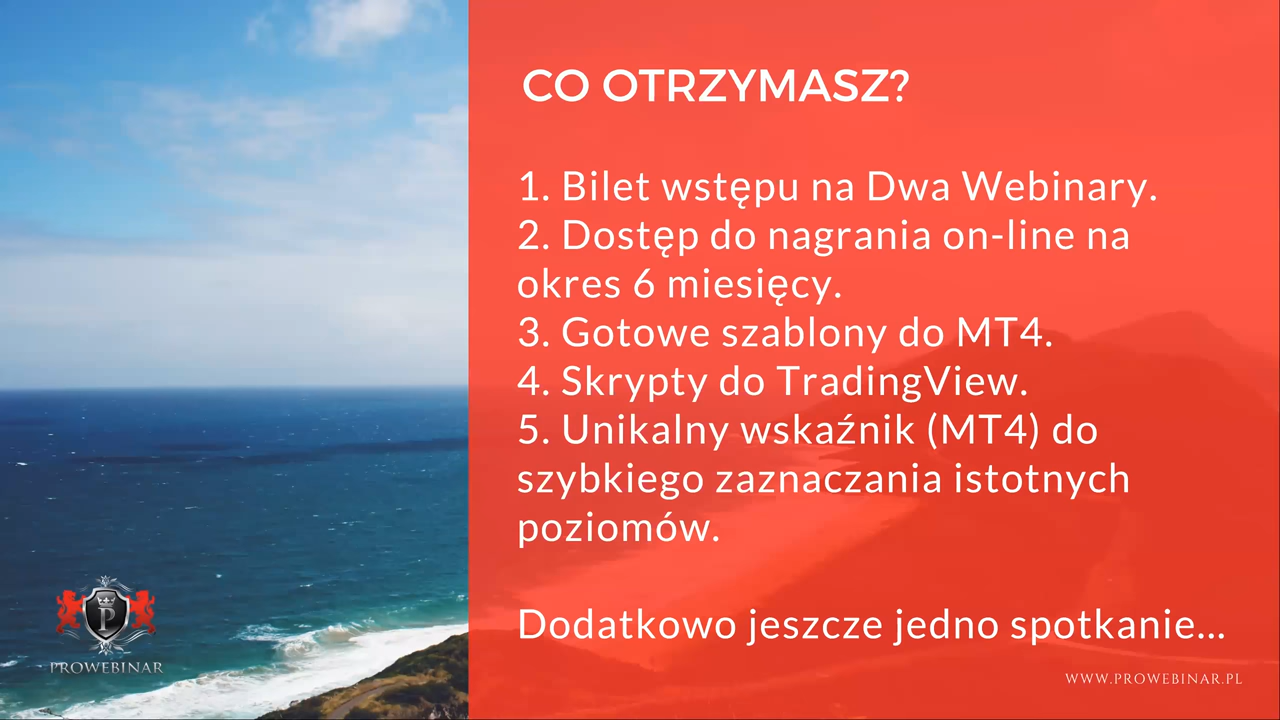 CO OTRZYMASZ?
1. Bilet wstępu na Dwa Webinary.
2. Dostęp do nagrania on-line na
okres 6 miesięcy.
3. Gotowe szablony do MT4.
4. Skrypty do TradingView.
5. Unikalny wskaźnik (MT4) do
szybkiego zaznaczania istotnych
poziomów.
Dodatkowo jeszcze jedno spotkanie...
P
PROWEBINAR
WWW.PROWEBINAR.PL